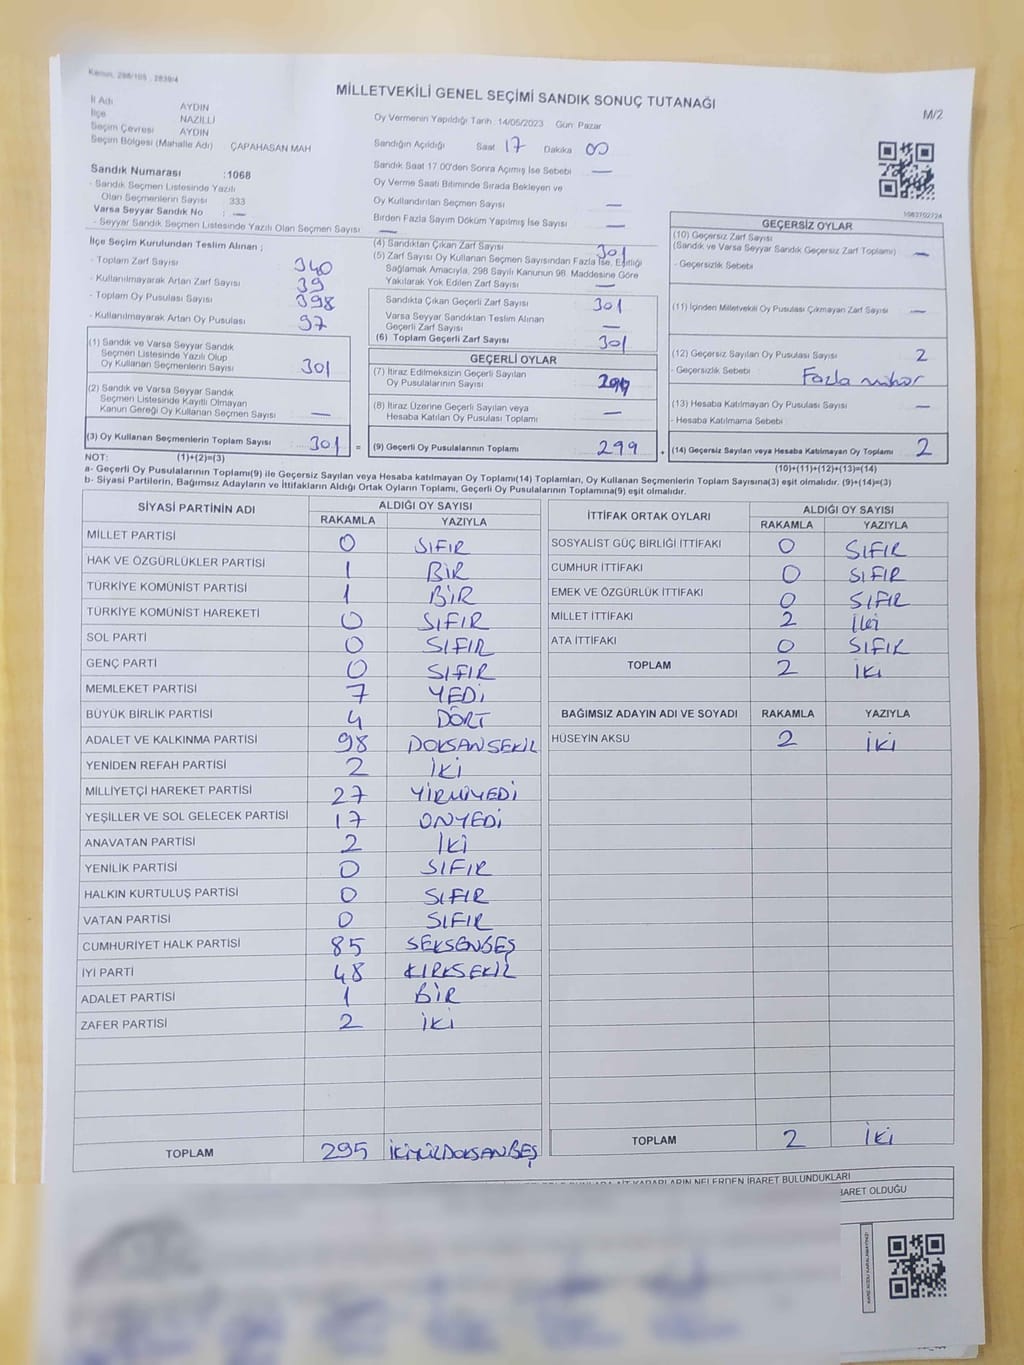 Kanun, 298/105 , 2839/4
MİLLETVEKİLİ GENEL SEÇİMİ SANDIK SONUÇ TUTANAĞI
M/2
İl Adı AYDIN
İlçe NAZİLLİ
Seçim Çevresi AYDIN
Seçim Bölgesi (Mahalle Adı) ÇAPAHASAN MAH
Sandık Numarası :1068
- Sandık Seçmen Listesinde Yazılı
Olan Seçmenlerin Sayısı : 333
Varsa Seyyar Sandık No : —
- Seyyar Sandık Seçmen Listesinde Yazılı Olan Seçmen Sayısı —
Oy Vermenin Yapıldığı Tarih :14/05/2023 Gün: Pazar
Sandığın Açıldığı Saat 17 Dakika 00
Sandık Saat 17.00'den Sonra Açımış İse Sebebi —
Oy Verme Saati Bitiminde Sırada Bekleyen ve
Oy Kullandırılan Seçmen Sayısı —
Birden Fazla Sayım Döküm Yapılmış İse Sayısı —
İlçe Seçim Kurulundan Teslim Alınan ;
- Toplam Zarf Sayısı 340
- Kullanılmayarak Artan Zarf Sayısı 39
- Toplam Oy Pusulası Sayısı 398
- Kullanılmayarak Artan Oy Pusulası 97
(1) Sandık ve Varsa Seyyar Sandık
Seçmen Listesinde Yazılı Olup
Oy Kullanan Seçmenlerin Sayısı 301
(2) Sandık ve Varsa Seyyar Sandık
Seçmen Listesinde Kayıtlı Olmayan
Kanun Gereği Oy Kullanan Seçmen Sayısı —
(3) Oy Kullanan Seçmenlerin Toplam Sayısı 301 =
(4) Sandıktan Çıkan Zarf Sayısı 301
(5) Zarf Sayısı Oy Kullanan Seçmen Sayısından Fazla İse, Eşitliği
Sağlamak Amacıyla, 298 Sayılı Kanunun 98. Maddesine Göre
Yakılarak Yok Edilen Zarf Sayısı —
Sandıkta Çıkan Geçerli Zarf Sayısı 301
Varsa Seyyar Sandıktan Teslim Alınan
Geçerli Zarf Sayısı —
(6) Toplam Geçerli Zarf Sayısı 301
GEÇERLİ OYLAR
(7) İtiraz Edilmeksizin Geçerli Sayılan
Oy Pusulalarının Sayısı 299
(8) İtiraz Üzerine Geçerli Sayılan veya
Hesaba Katılan Oy Pusulaları Toplamı —
(9) Geçerli Oy Pusulalarının Toplamı 299 +
GEÇERSİZ OYLAR
(10) Geçersiz Zarf Sayısı
(Sandık ve Varsa Seyyar Sandık Geçersiz Zarf Toplamı) —
- Geçersizlik Sebebi
(11) İçinden Milletvekili Oy Pusulası Çıkmayan Zarf Sayısı —
(12) Geçersiz Sayılan Oy Pusulası Sayısı 2
- Geçersizlik Sebebi Fazla mühür
(13) Hesaba Katılmayan Oy Pusulası Sayısı —
- Hesaba Katılmama Sebebi
(14) Geçersiz Sayılan veya Hesaba Katılmayan Oy Toplamı 2
NOT: (1)+(2)=(3) (10)+(11)+(12)+(13)=(14)
a- Geçerli Oy Pusulalarının Toplamı(9) ile Geçersiz Sayılan veya Hesaba katılmayan Oy Toplamı(14) Toplamları, Oy Kullanan Seçmenlerin Toplam Sayısına(3) eşit olmalıdır. (9)+(14)=(3)
b- Siyasi Partilerin, Bağımsız Adayların ve İttifakların Aldığı Ortak Oyların Toplamı, Geçerli Oy Pusulalarının Toplamına(9) eşit olmalıdır.
SİYASİ PARTİNİN ADI ALDIĞI OY SAYISI
RAKAMLA YAZIYLA
MİLLET PARTİSİ 0 SIFIR
HAK VE ÖZGÜRLÜKLER PARTİSİ 1 BİR
TÜRKİYE KOMÜNİST PARTİSİ 1 BİR
TÜRKİYE KOMÜNİST HAREKETİ 0 SIFIR
SOL PARTİ 0 SIFIR
GENÇ PARTİ 0 SIFIR
MEMLEKET PARTİSİ 7 YEDİ
BÜYÜK BİRLİK PARTİSİ 4 DÖRT
ADALET VE KALKINMA PARTİSİ 98 DOKSANSEKİZ
YENİDEN REFAH PARTİSİ 2 İKİ
MİLLİYETÇİ HAREKET PARTİSİ 27 YİRMİYEDİ
YEŞİLLER VE SOL GELECEK PARTİSİ 17 ONYEDİ
ANAVATAN PARTİSİ 2 İKİ
YENİLİK PARTİSİ 0 SIFIR
HALKIN KURTULUŞ PARTİSİ 0 SIFIR
VATAN PARTİSİ 0 SIFIR
CUMHURİYET HALK PARTİSİ 85 SEKSENBEŞ
İYİ PARTİ 48 KIRKSEKİZ
ADALET PARTİSİ 1 BİR
ZAFER PARTİSİ 2 İKİ
TOPLAM 295 İKİYÜZDOKSANBEŞ
İTTİFAK ORTAK OYLARI ALDIĞI OY SAYISI
RAKAMLA YAZIYLA
SOSYALİST GÜÇ BİRLİĞİ İTTİFAKI 0 SIFIR
CUMHUR İTTİFAKI 0 SIFIR
EMEK VE ÖZGÜRLÜK İTTİFAKI 0 SIFIR
MİLLET İTTİFAKI 2 İKİ
ATA İTTİFAKI 0 SIFIR
TOPLAM 2 İKİ
BAĞIMSIZ ADAYIN ADI VE SOYADI RAKAMLA YAZIYLA
HÜSEYİN AKSU 2 İKİ
TOPLAM 2 İKİ
KARARLARIN NELERDEN İBARET BULUNDUKLARI
İBARET OLDUĞU